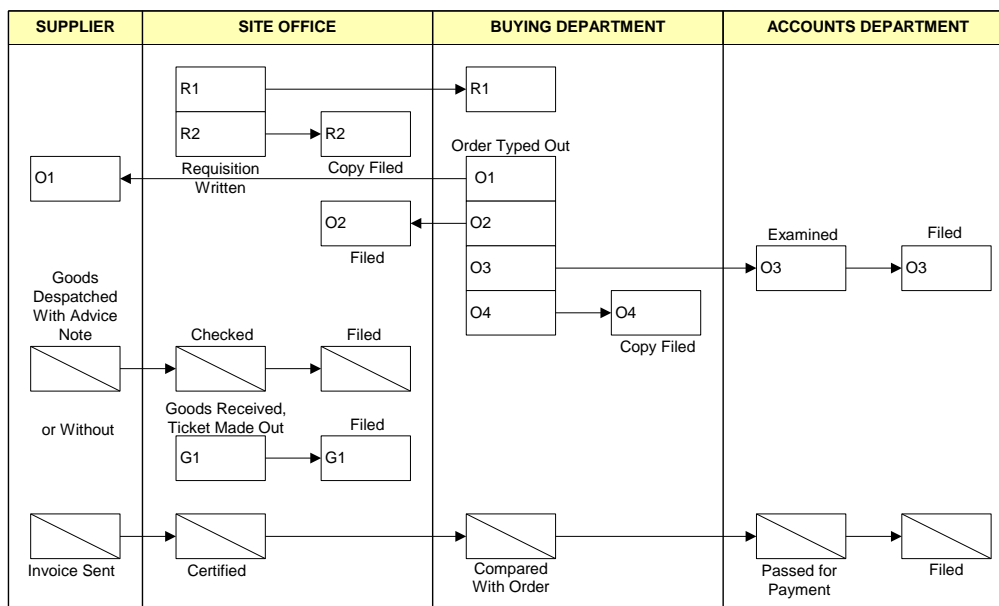 SUPPLIER
SITE OFFICE
BUYING DEPARTMENT
ACCOUNTS DEPARTMENT
R1
R1
R2
R2
Requisition
Written
Copy Filed
Order Typed Out
O1
O1
O2
O2
Filed
Examined
Filed
O3
O3
O3
O4
O4
Copy Filed
Goods
Despatched
With Advice
Note
Checked
Filed
or Without
Goods Received,
Ticket Made Out
Filed
G1
G1
Invoice Sent
Certified
Compared
With Order
Passed for
Payment
Filed